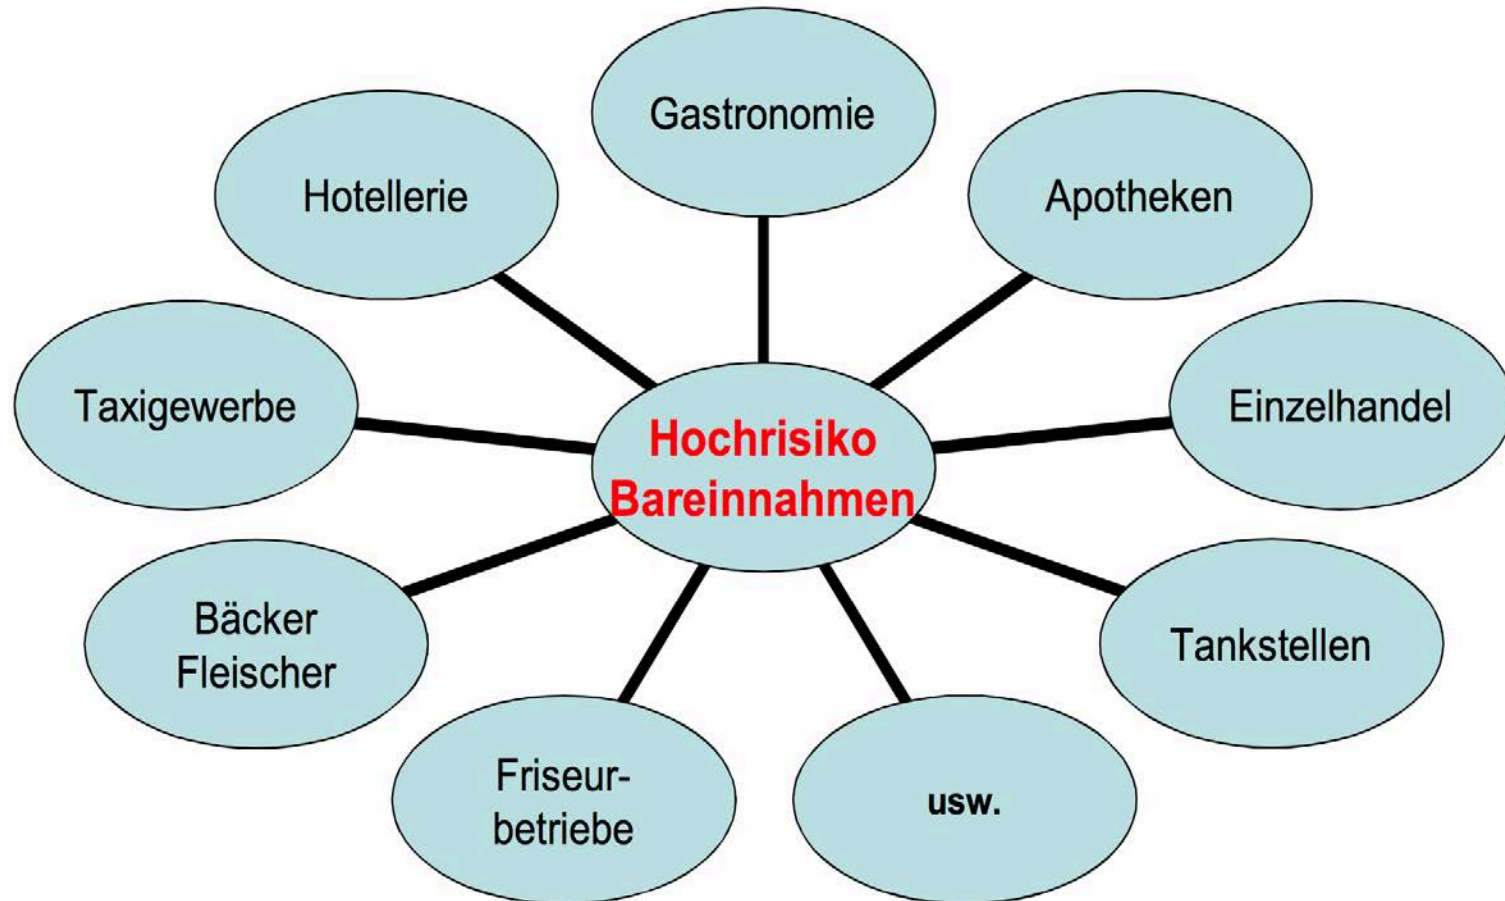 Gastronomie
Hotellerie
Apotheken
Taxigewerbe
Einzelhandel
Hochrisiko
Bareinnahmen
Bäcker
Fleischer
Tankstellen
Friseur-
betriebe
usw.